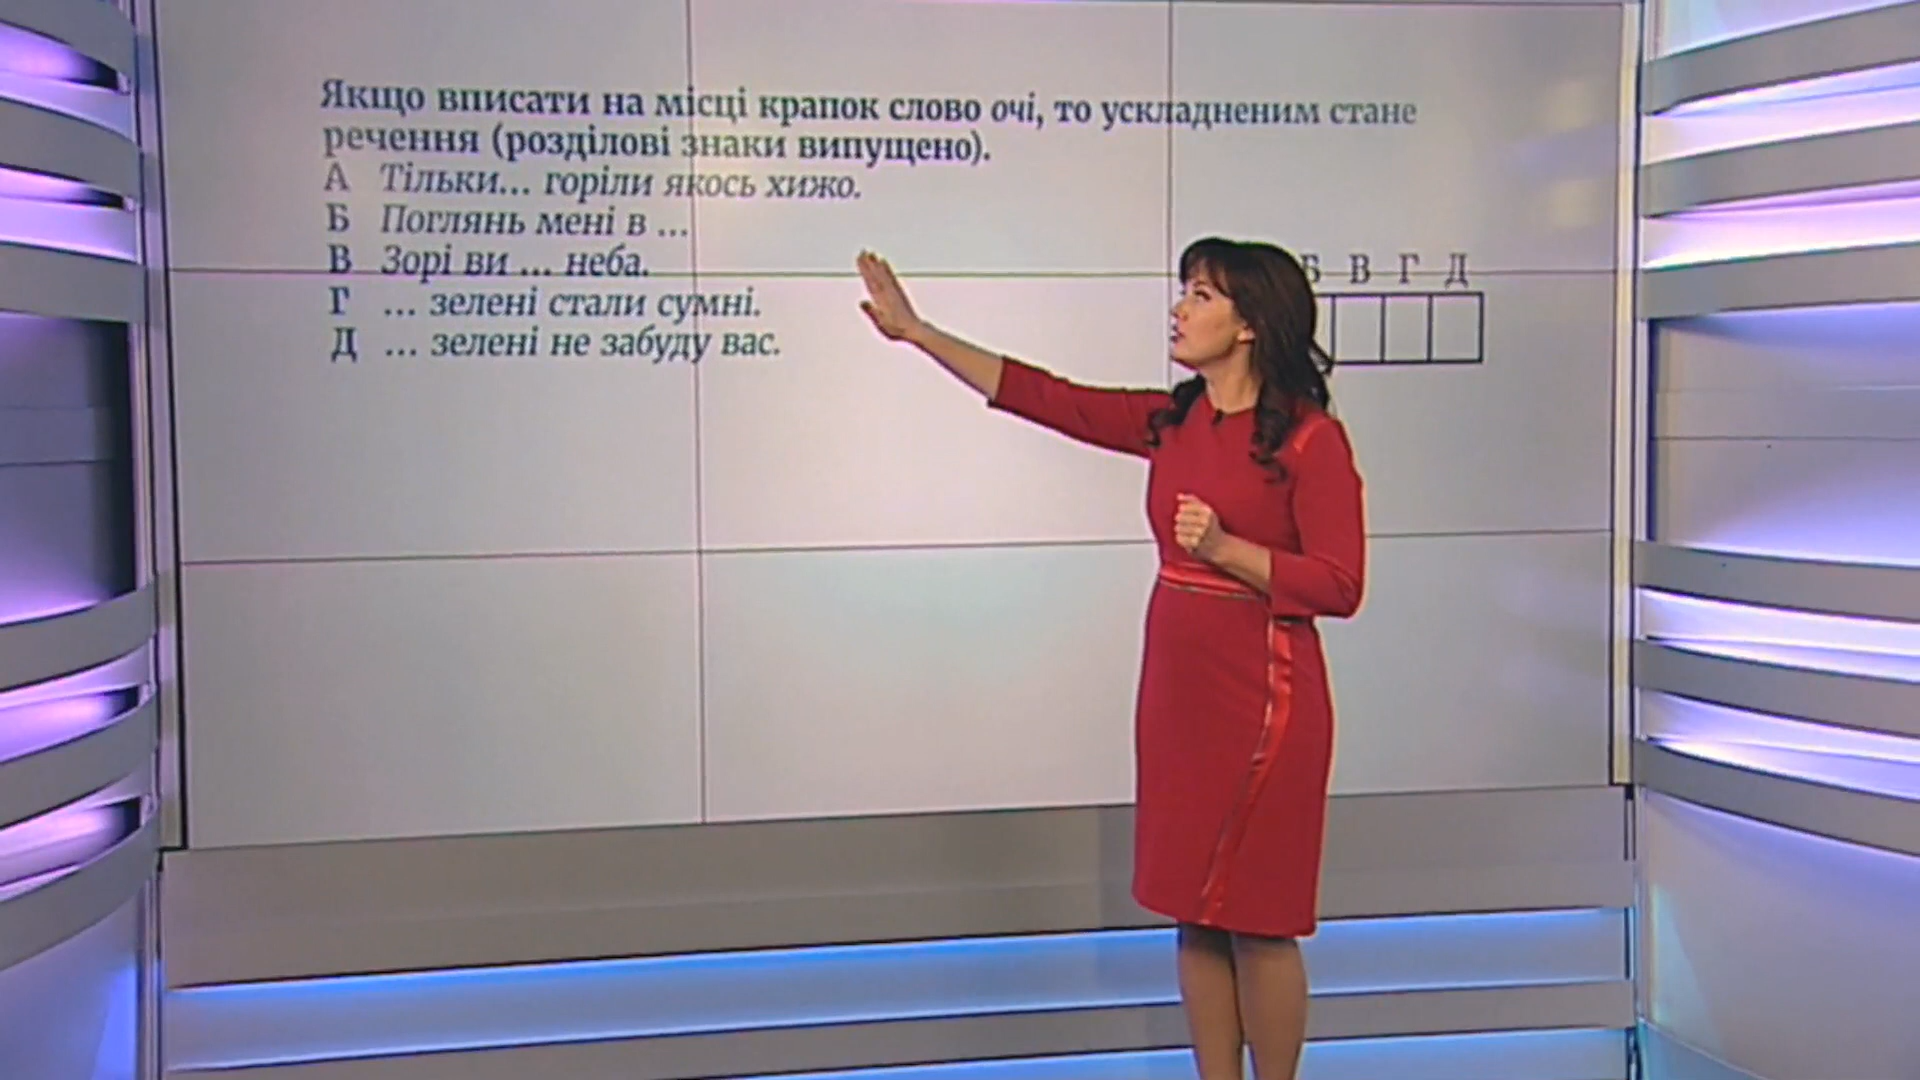 Якщо вписати на місці крапок слово очі, то ускладненим стане
речення (розділові знаки випущено).
А Тільки... горіли якось хижо.
Б Поглянь мені в ...
В Зорі ви ... неба.
Г ... зелені стали сумні.
Д ... зелені не забуду вас.
Б В Г Д